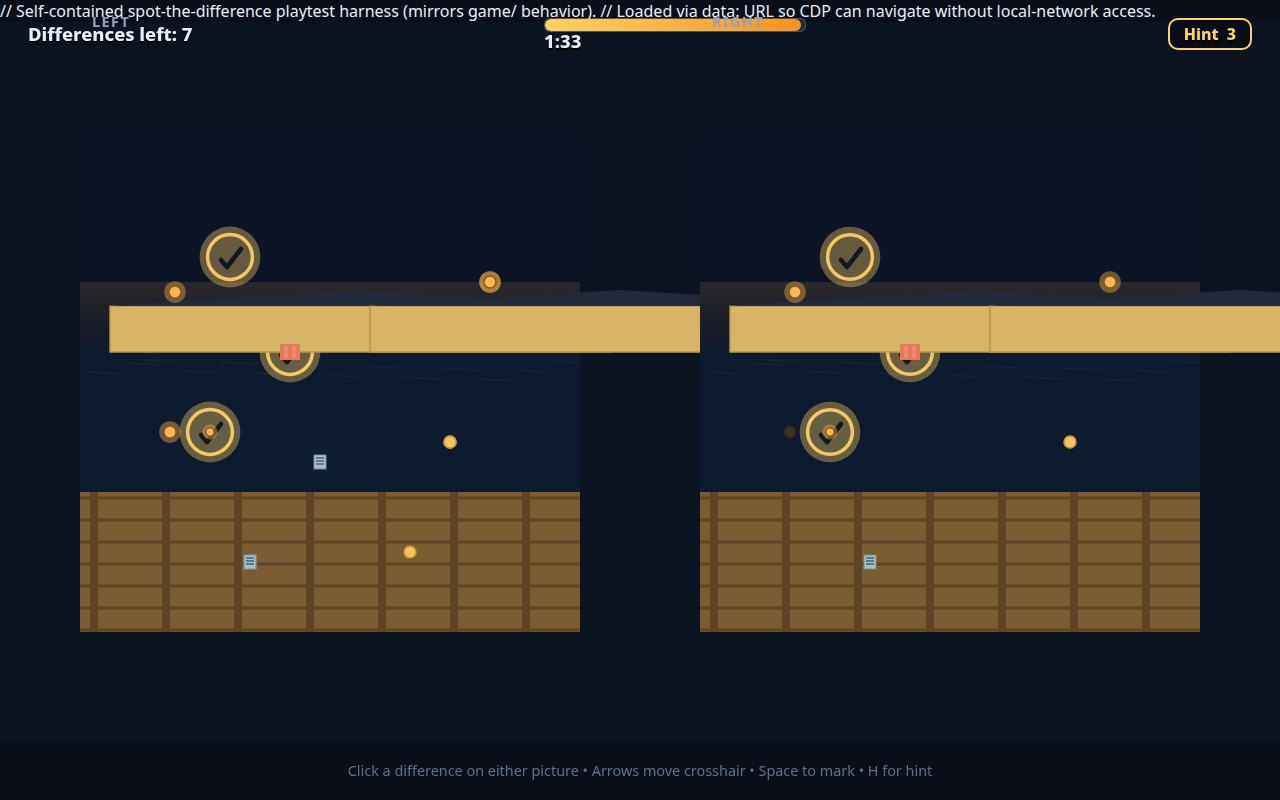 // Self-contained spot-the-difference playtest harness (mirrors game/ behavior). // Loaded via data: URL so CDP can navigate without local-network access.
LEFT
RIGHT
Differences left: 7
1:33
Hint 3
Click a difference on either picture • Arrows move crosshair • Space to mark • H for hint